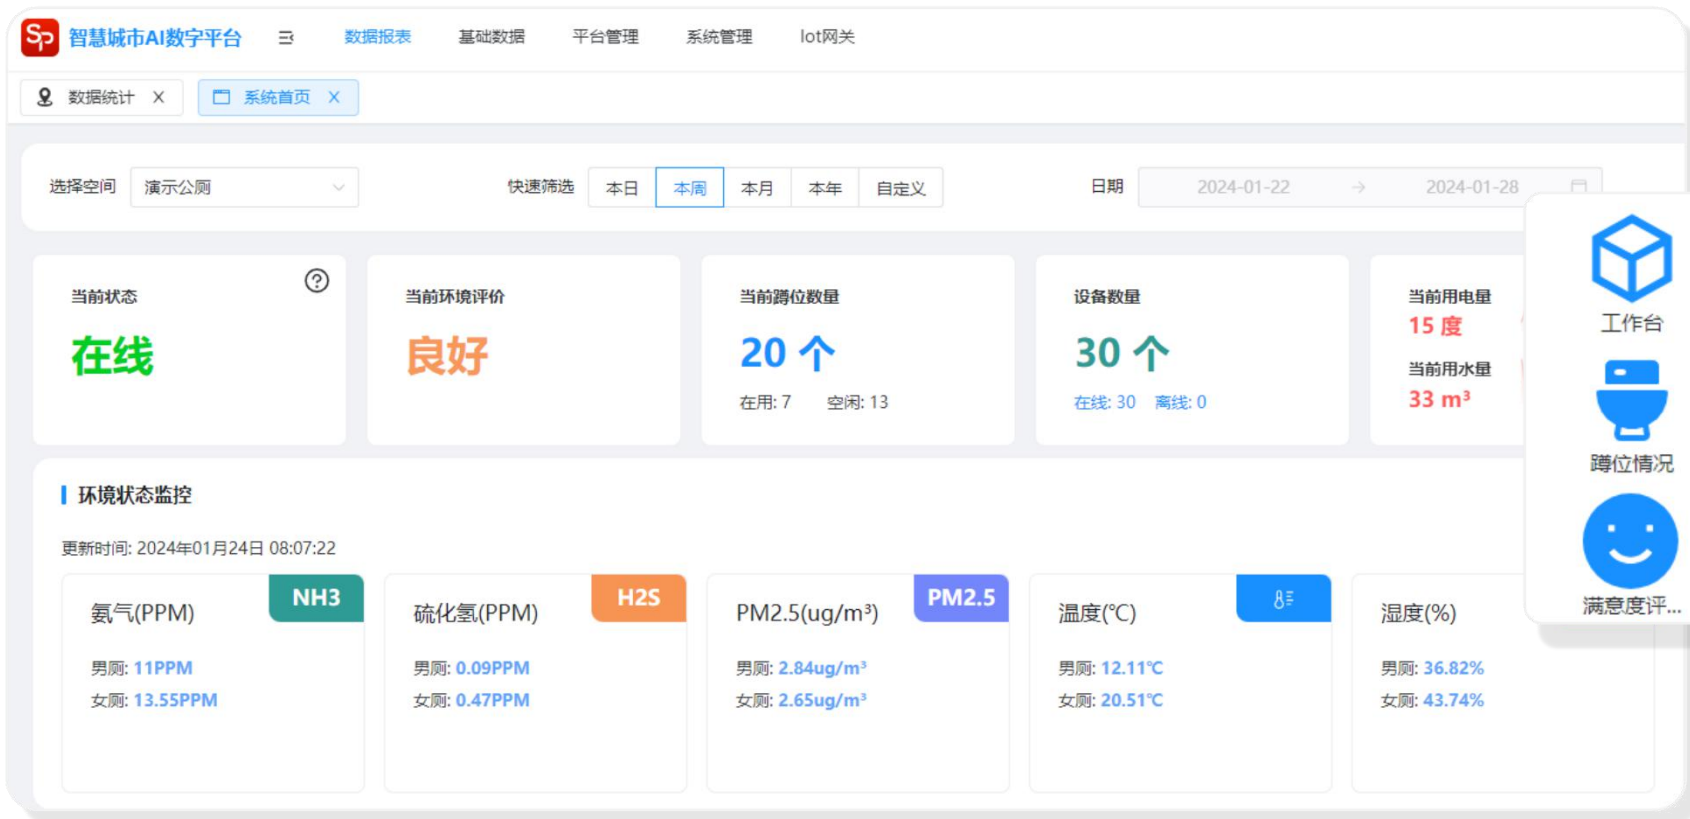 SP 智慧城市AI数字平台 数据报表 基础数据 平台管理 系统管理 Iot网关
数据统计 X 系统首页 X
选择空间 演示公厕 快速筛选 本日 本周 本月 本年 自定义 日期 2024-01-22 → 2024-01-28
当前状态
在线
当前环境评价
良好
当前蹲位数量
20 个
在用: 7 空闲: 13
设备数量
30 个
在线: 30 离线: 0
当前用电量
15 度
当前用水量
33 m³
工作台
蹲位情况
满意度评...
环境状态监控
更新时间: 2024年01月24日 08:07:22
NH3
氨气(PPM)
男厕: 11PPM
女厕: 13.55PPM
H2S
硫化氢(PPM)
男厕: 0.09PPM
女厕: 0.47PPM
PM2.5
PM2.5(ug/m³)
男厕: 2.84ug/m³
女厕: 2.65ug/m³
温度(℃)
男厕: 12.11℃
女厕: 20.51℃
湿度(%)
男厕: 36.82%
女厕: 43.74%